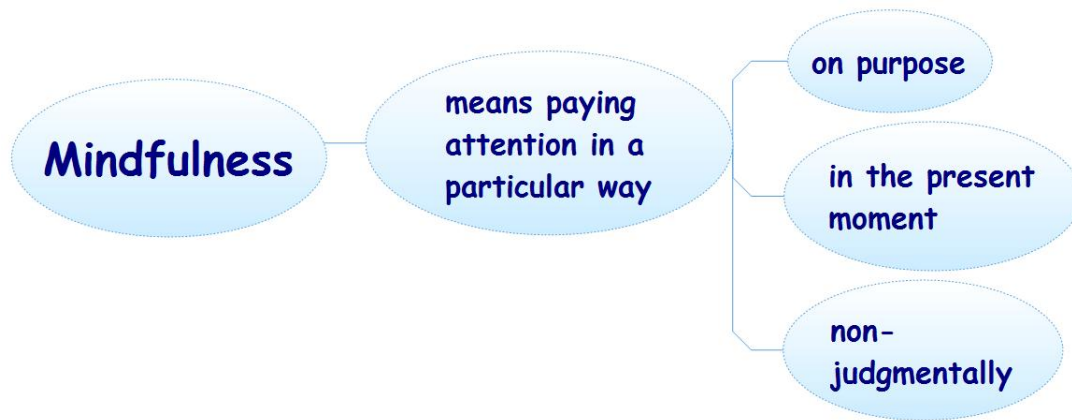 Mindfulness
means paying
attention in a
particular way
on purpose
in the present
moment
non-
judgmentally